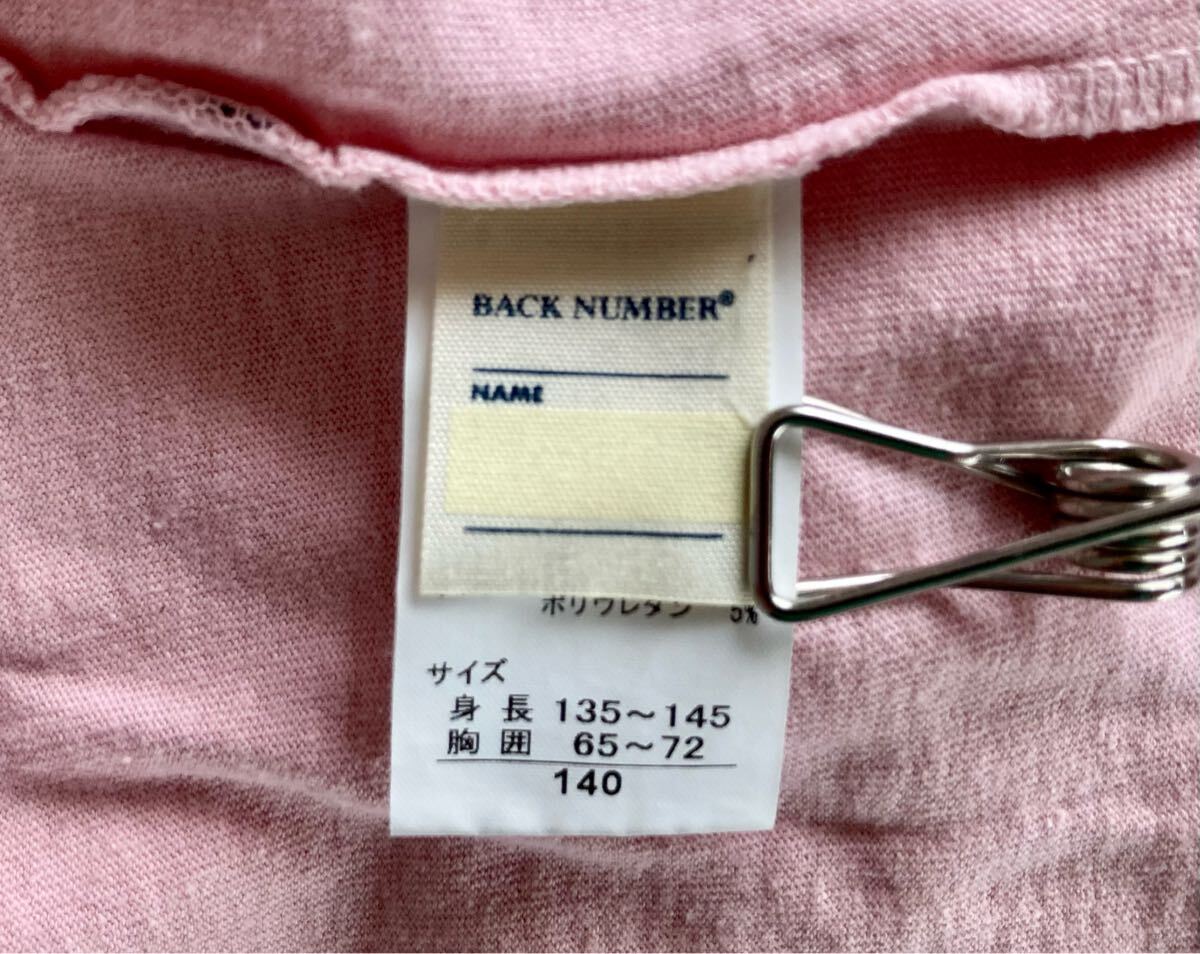 BACK NUMBER®
NAME
ポリウレタン 5%
サイズ
身長 135～145
胸囲 65～72
140